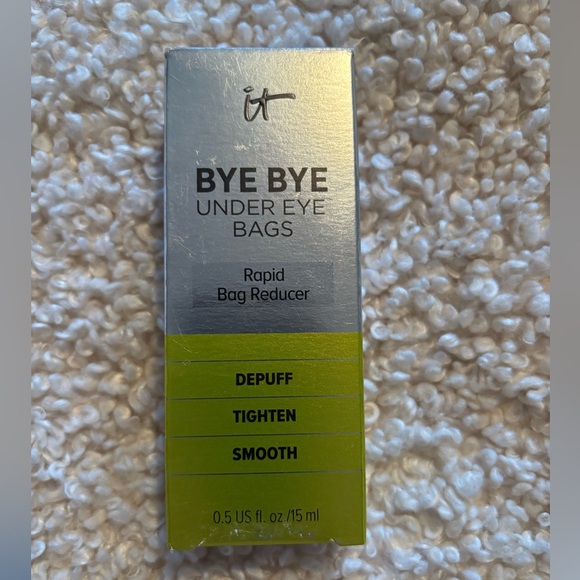 it
BYE BYE
UNDER EYE
BAGS
Rapid
Bag Reducer
DEPUFF
TIGHTEN
SMOOTH
0.5 US fl. oz /15 ml